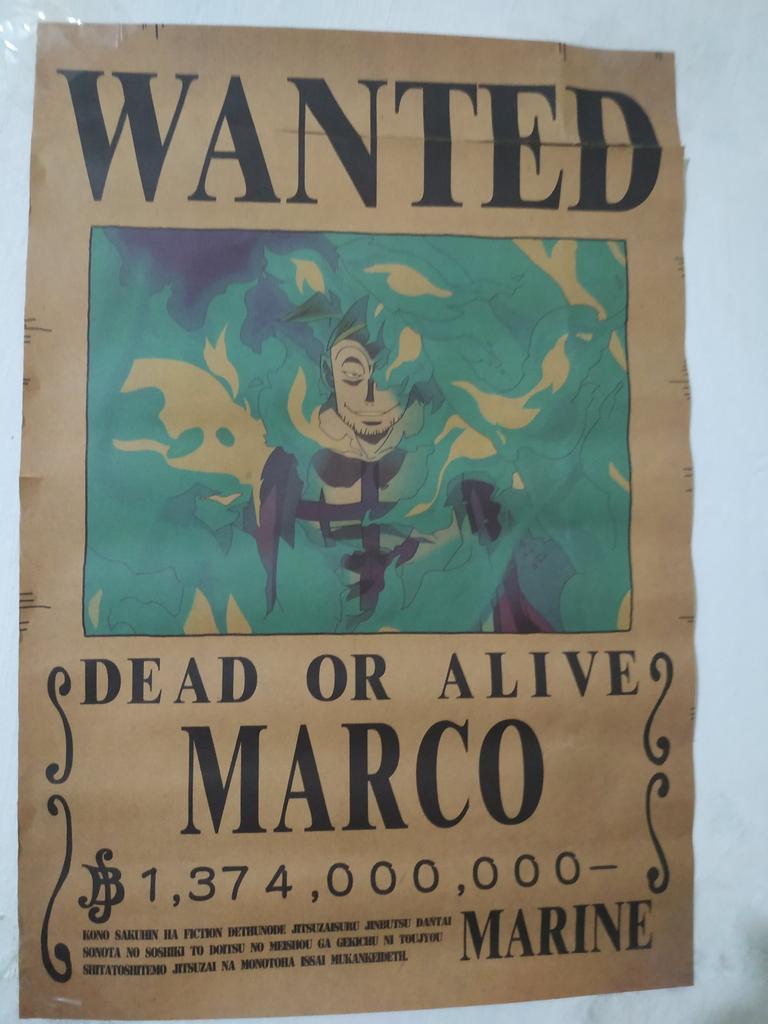 WANTED
DEAD OR ALIVE
MARCO
฿1,374,000,000-
KONO SAKUHIN HA FICTION DETHUNODE JITSUZAISURU JINBUTSU DANTAI
SONOTA NO SOSHIKI TO DOITSU NO MEISHOU GA GEKICHU NI TOUJYOU
SHITATOSHITEMO JITSUZAI NA MONOTOHA ISSAI MUKANKEIDETH.
MARINE